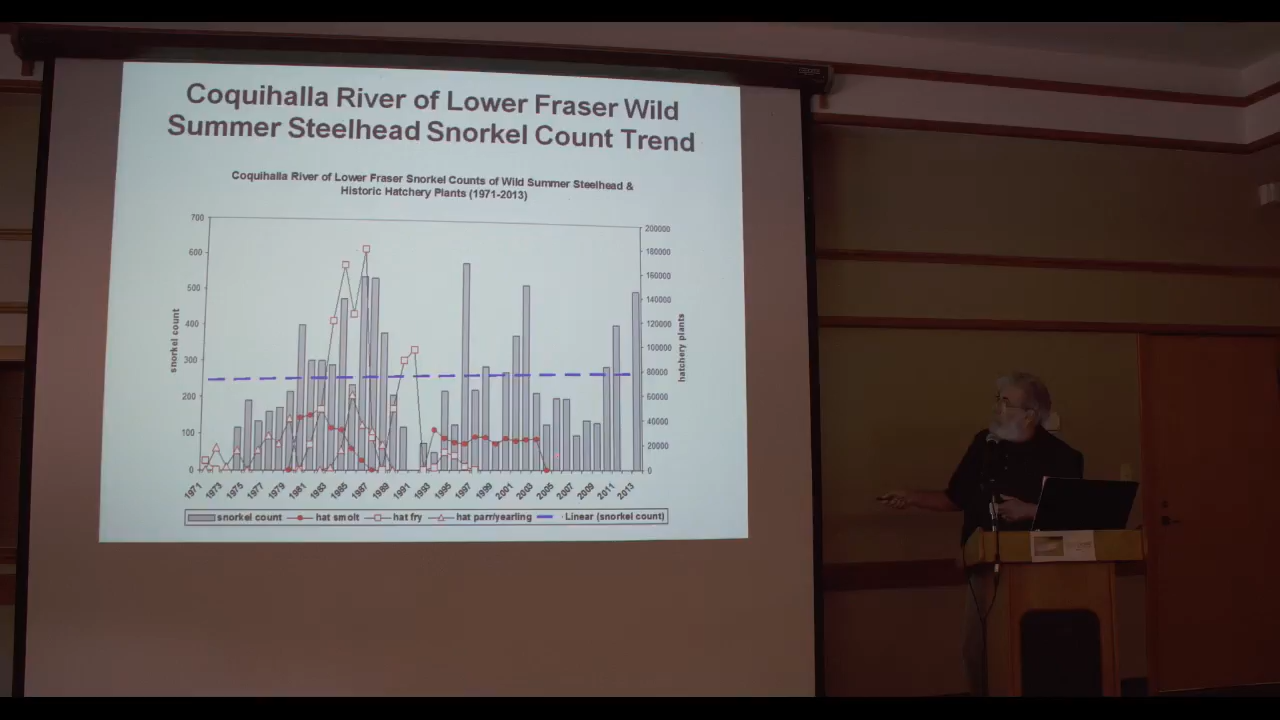 Coquihalla River of Lower Fraser Wild
Summer Steelhead Snorkel Count Trend
Coquihalla River of Lower Fraser Snorkel Counts of Wild Summer Steelhead &
Historic Hatchery Plants (1971-2013)
700
600
500
400
300
200
100
0
snorkel count
200000
180000
160000
140000
120000
100000
80000
60000
40000
20000
0
hatchery plants
1971 1973 1975 1977 1979 1981 1983 1985 1987 1989 1991 1993 1995 1997 1999 2001 2003 2005 2007 2009 2011 2013
snorkel count hat smolt hat fry hat parr/yearling Linear (snorkel count)